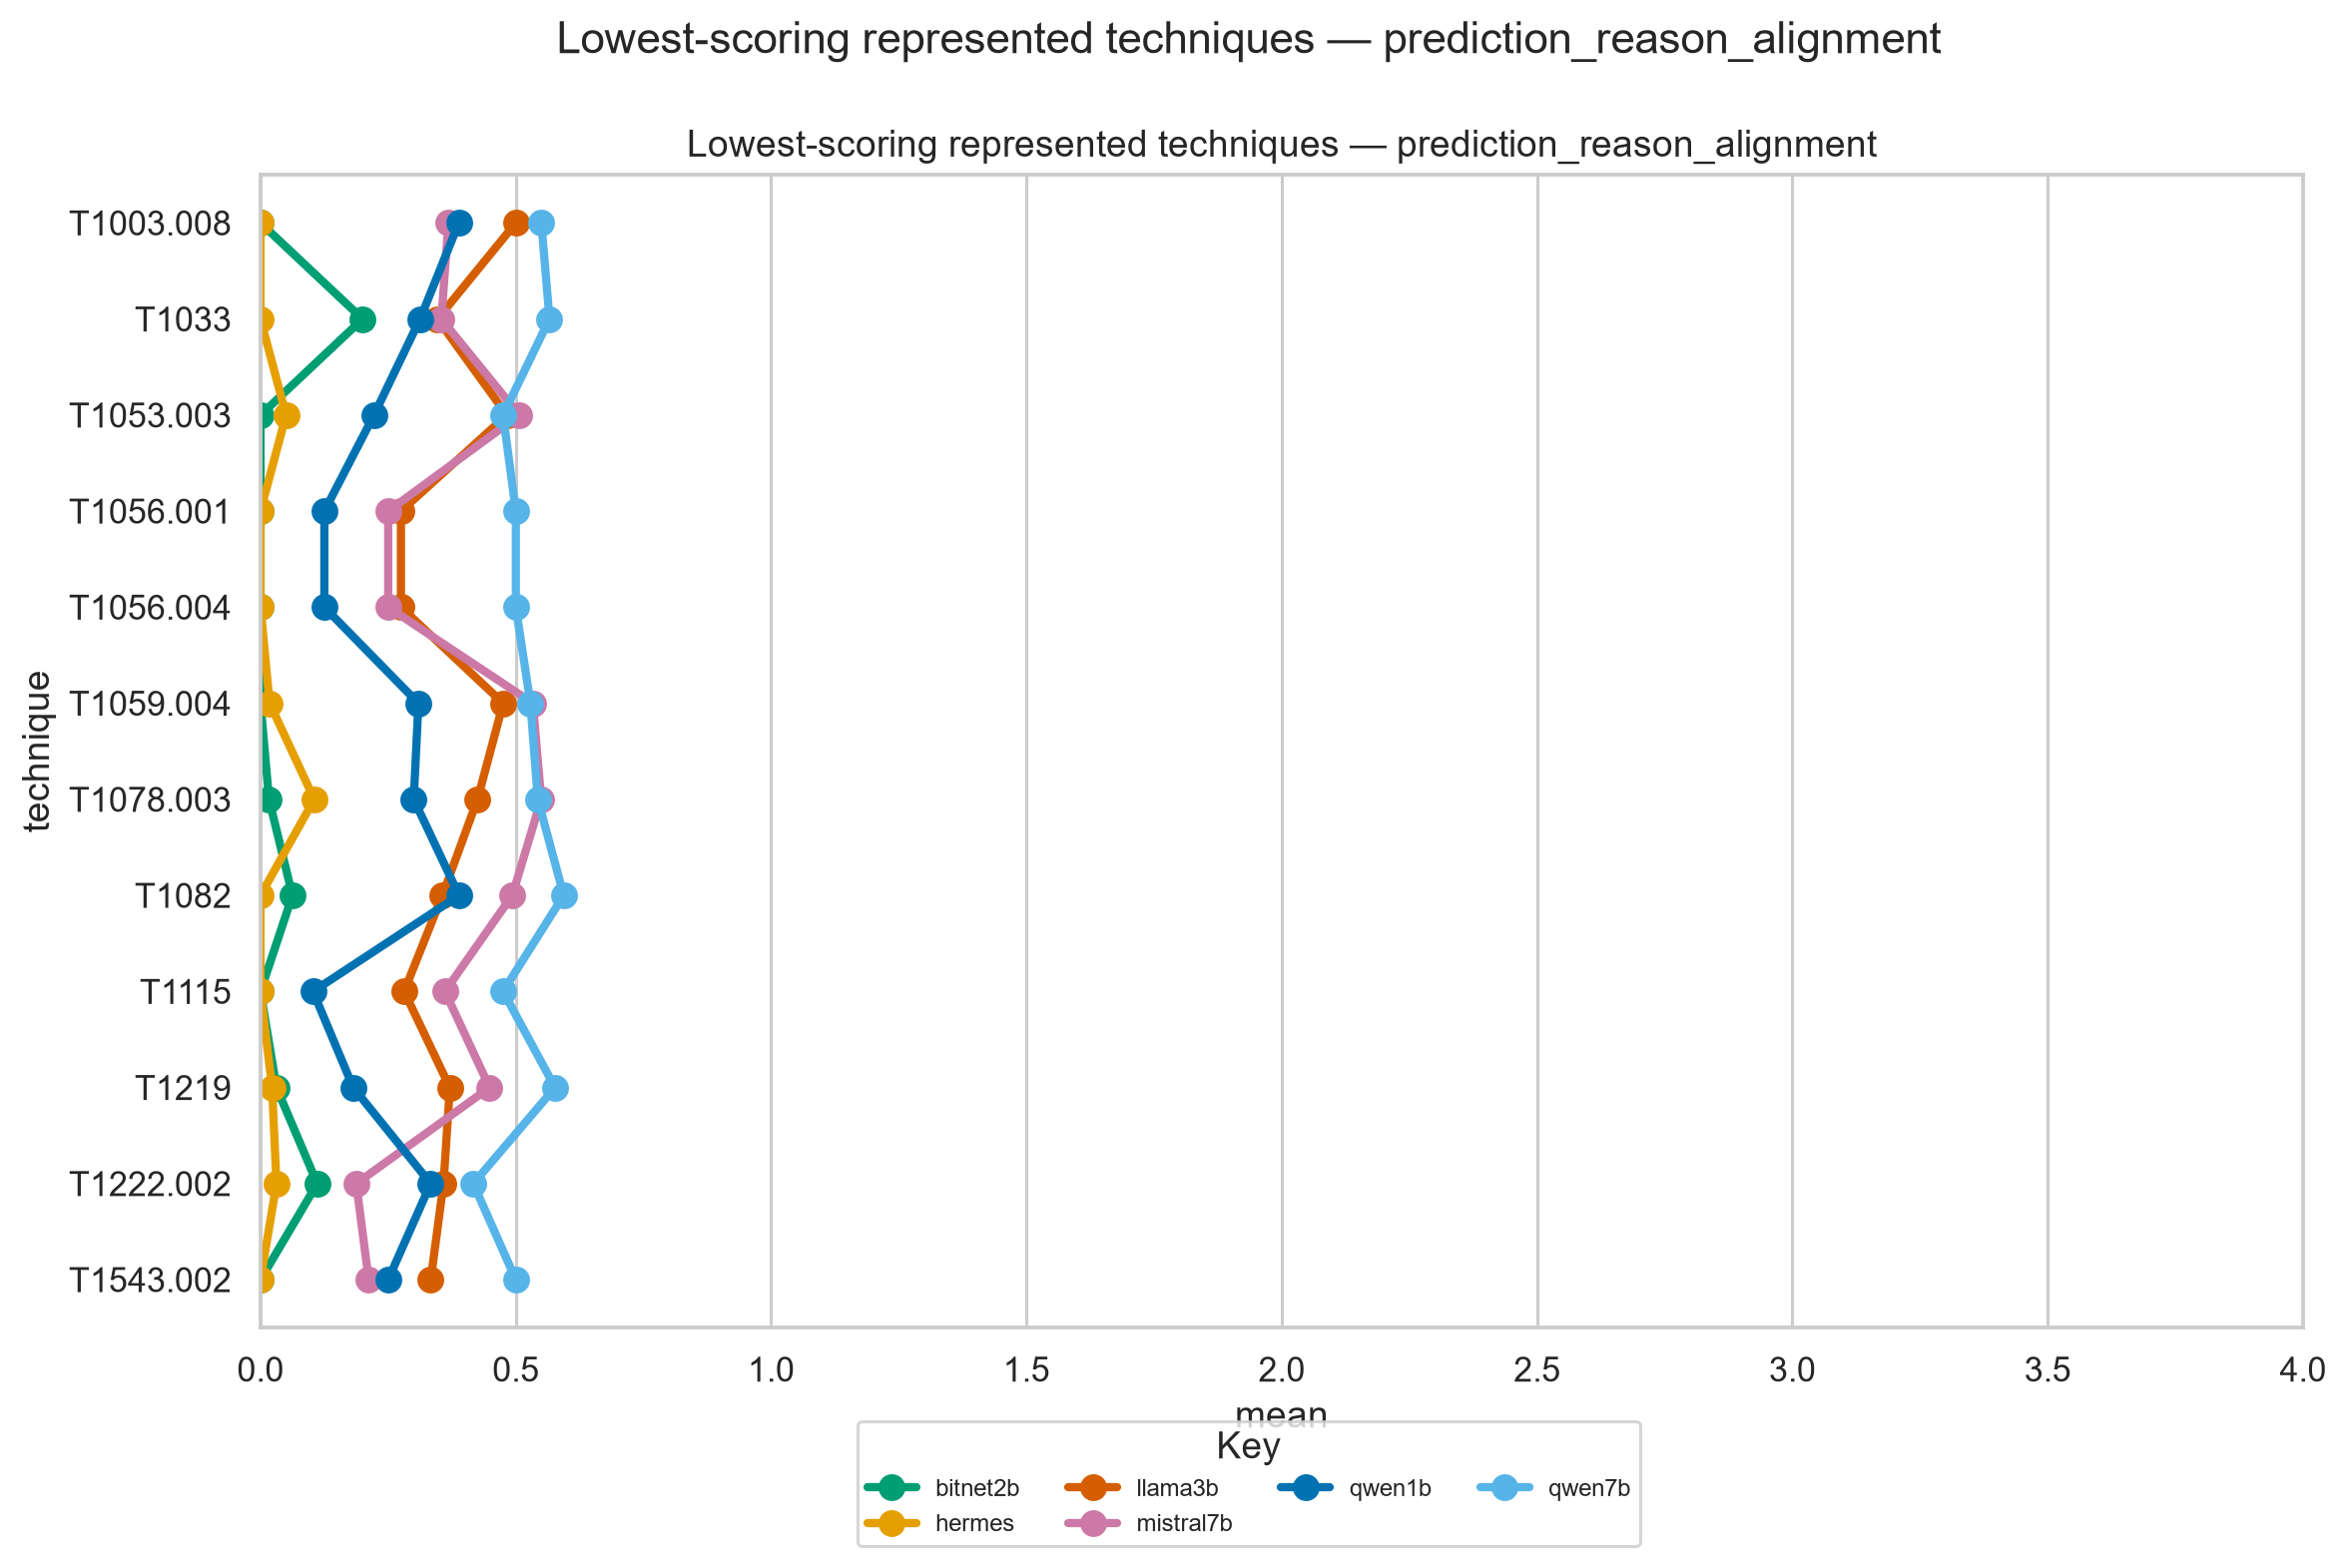 Lowest-scoring represented techniques — prediction_reason_alignment
Lowest-scoring represented techniques — prediction_reason_alignment
technique
T1003.008
T1033
T1053.003
T1056.001
T1056.004
T1059.004
T1078.003
T1082
T1115
T1219
T1222.002
T1543.002
0.0 0.5 1.0 1.5 2.0 2.5 3.0 3.5 4.0
mean
Key
bitnet2b llama3b qwen1b qwen7b
hermes mistral7b